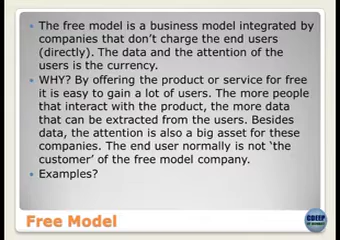 • The free model is a business model integrated by
companies that don't charge the end users
(directly). The data and the attention of the
users is the currency.
• WHY? By offering the product or service for free
it is easy to gain a lot of users. The more people
that interact with the product, the more data
that can be extracted from the users. Besides
data, the attention is also a big asset for these
companies. The end user normally is not 'the
customer' of the free model company.
• Examples?
Free Model
CDEEP